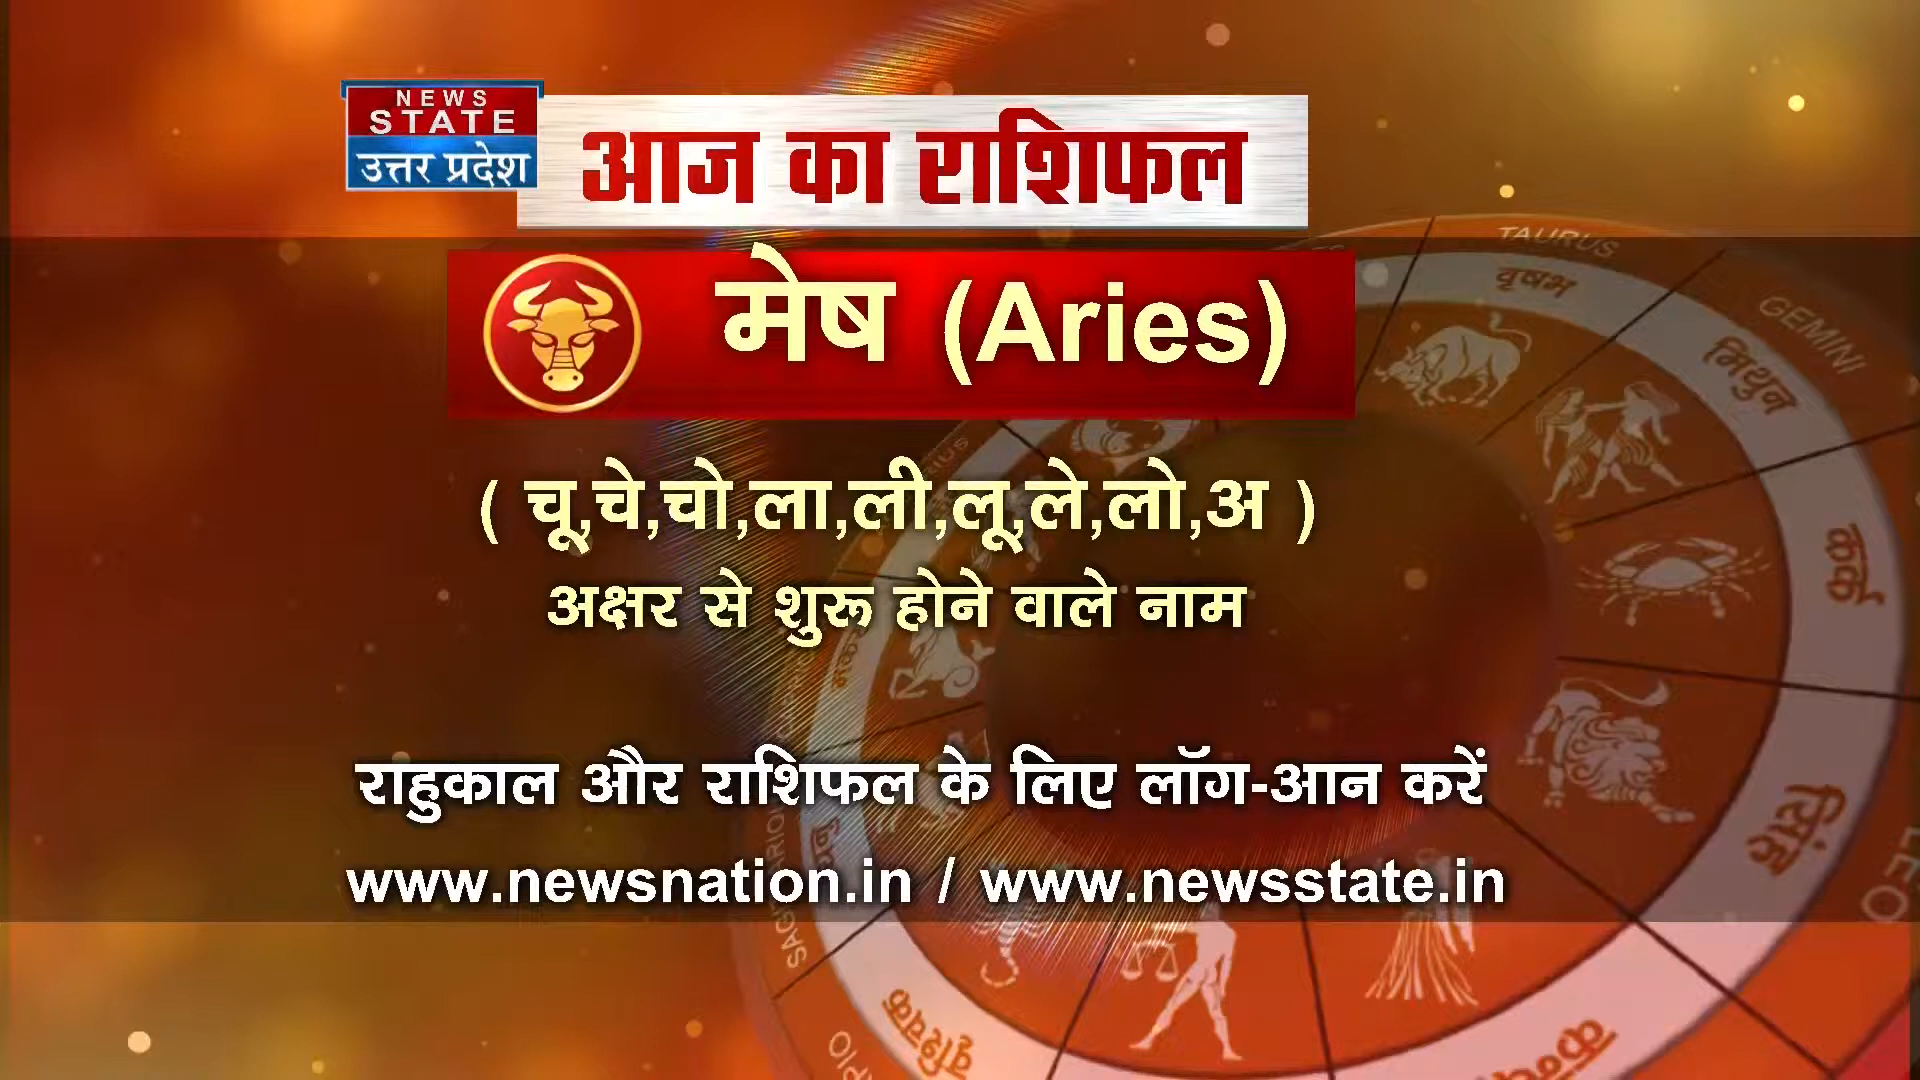 NEWS
STATE
उत्तर प्रदेश
आज का राशिफल
मेष (Aries)
( चू,चे,चो,ला,ली,लू,ले,लो,अ )
अक्षर से शुरू होने वाले नाम
राहुकाल और राशिफल के लिए लॉग-आन करें
www.newsnation.in / www.newsstate.in
TAURUS
वृषभ
GEMINI
मिथुन
कर्क
सिंह
LEO
वृश्चिक